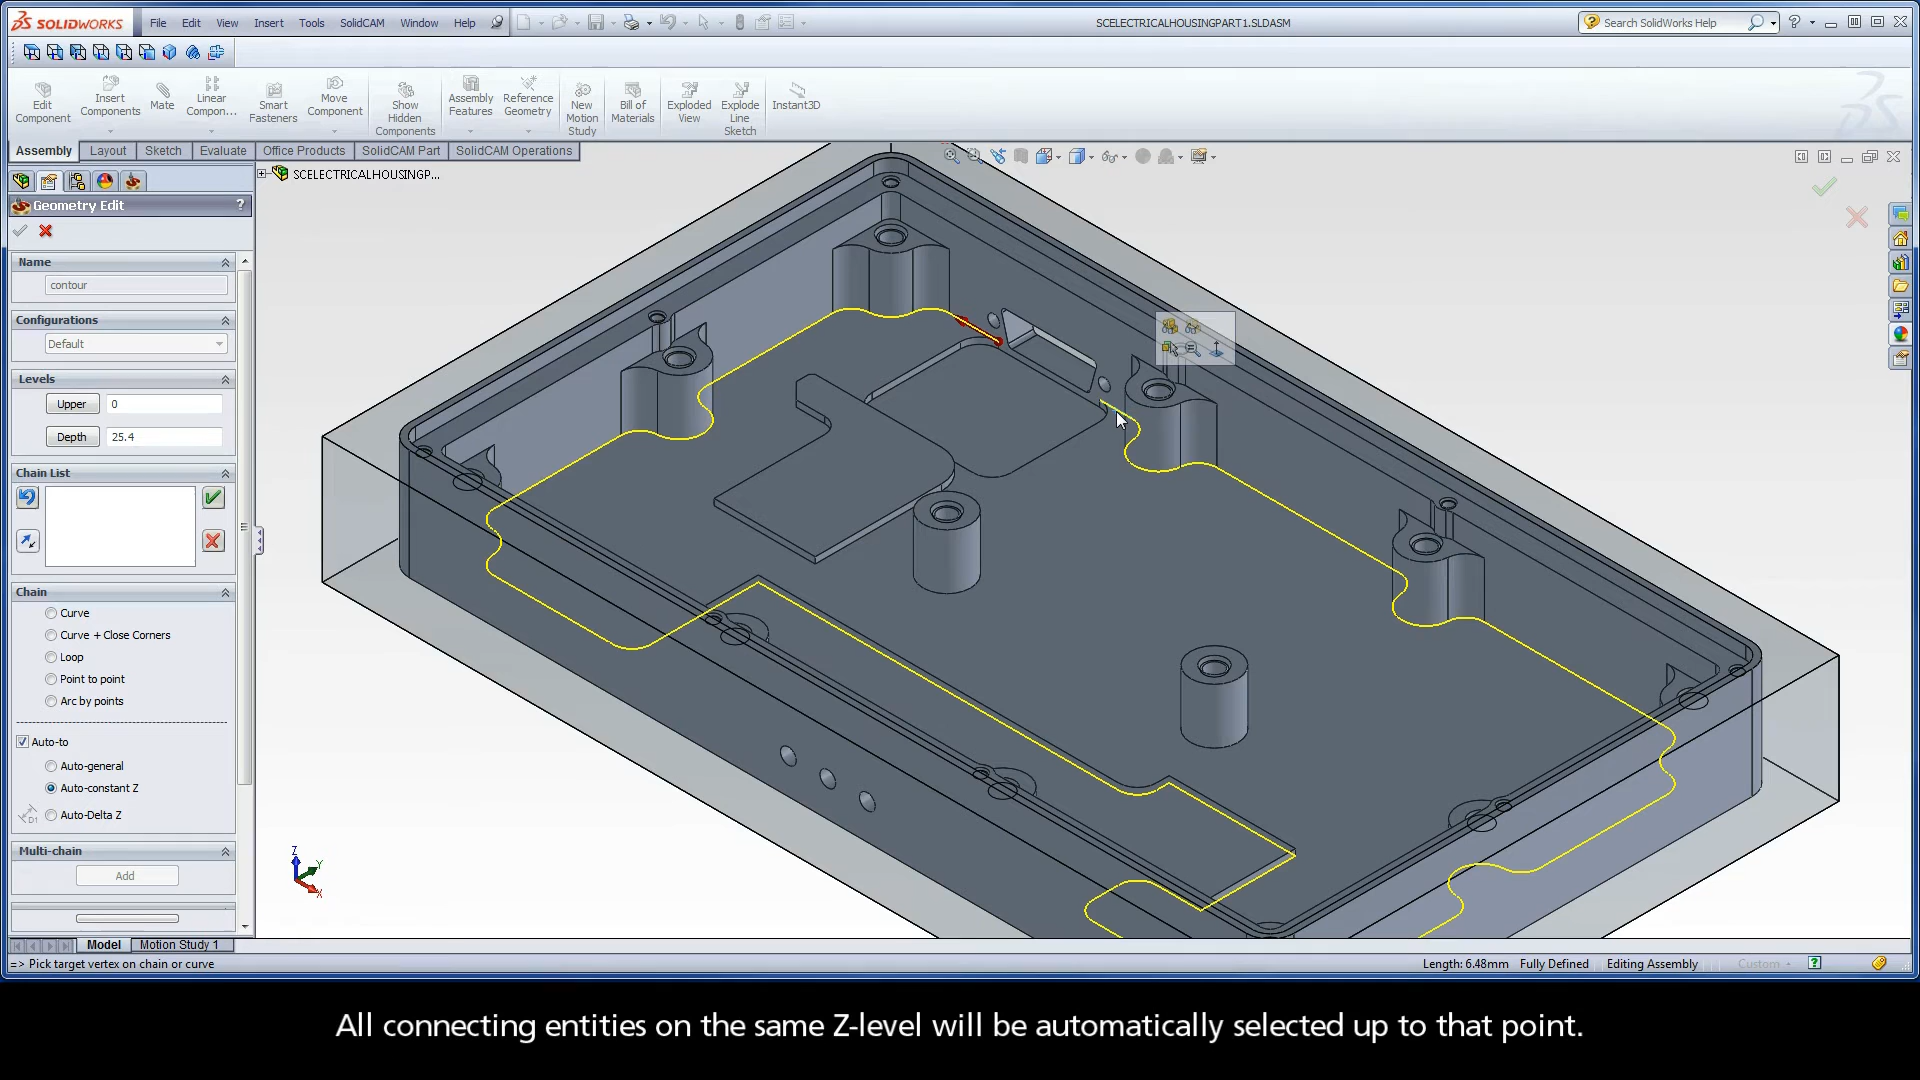 SOLIDWORKS File Edit View Insert Tools SolidCAM Window Help SCELECTRICALHOUSINGPART1.SLDASM Search SolidWorks Help
Edit Component
Insert Components
Mate
Linear Compon...
Smart Fasteners
Move Component
Show Hidden Components
Assembly Features
Reference Geometry
New Motion Study
Bill of Materials
Exploded View
Explode Line Sketch
Instant3D
Assembly Layout Sketch Evaluate Office Products SolidCAM Part SolidCAM Operations
SCELECTRICALHOUSINGP...
Geometry Edit ?
Name
contour
Configurations
Default
Levels
Upper 0
Depth 25.4
Chain List
Chain
Curve
Curve + Close Corners
Loop
Point to point
Arc by points
Auto-to
Auto-general
Auto-constant Z
D1 Auto-Delta Z
Multi-chain
Add
Z
Y
X
Model Motion Study 1
=> Pick target vertex on chain or curve Length: 6.48mm Fully Defined Editing Assembly Custom
All connecting entities on the same Z-level will be automatically selected up to that point.